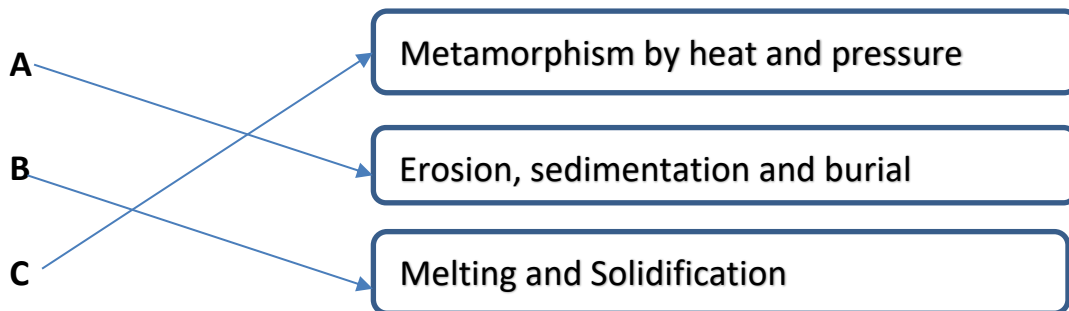 Metamorphism by heat and pressure
A
B
Erosion, sedimentation and burial
C
Melting and Solidification